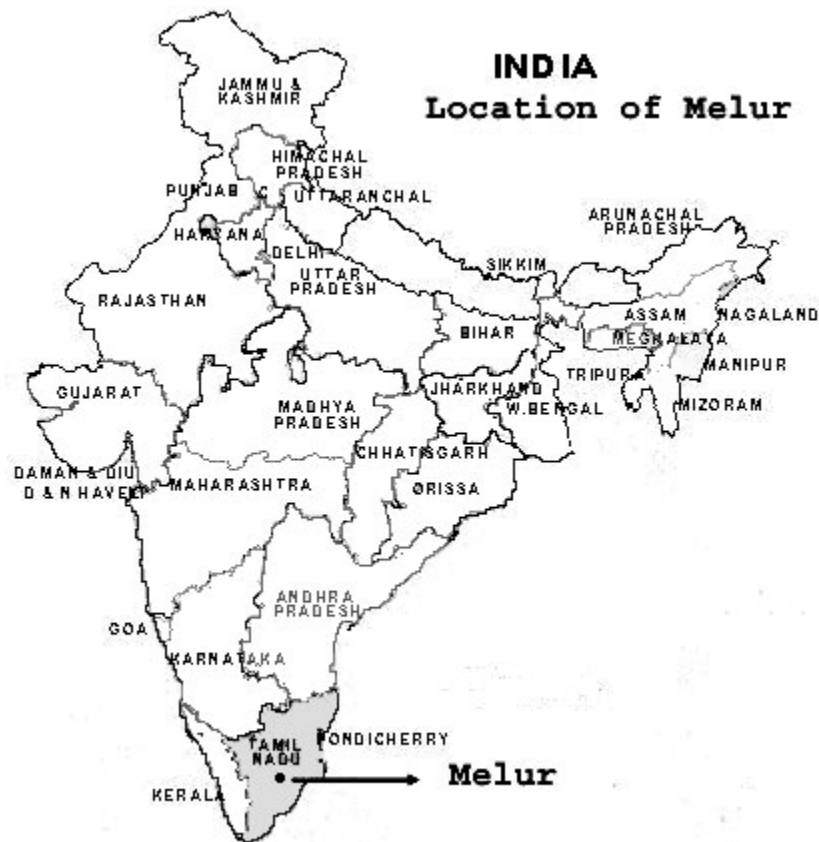 INDIA
Location of Melur
JAMMU &
KASHMIR
HIMACHAL
PRADESH
PUNJAB
C
UTTARANCHAL
HARYANA
DELHI
UTTAR
PRADESH
ARUNACHAL
PRADESH
SIKKIM
RAJASTHAN
BIHAR
ASSAM
NAGALAND
MEGHALAYA
MANIPUR
TRIPURA
MIZORAM
GUJARAT
MADHYA
PRADESH
JHARKHAND
W.BENGAL
CHHATISGARH
DAMAN & DIU
D & N HAVELI
MAHARASHTRA
ORISSA
ANDHRA
PRADESH
GOA
KARNATAKA
TAMIL
NADU
PONDICHERRY
Melur
KERALA